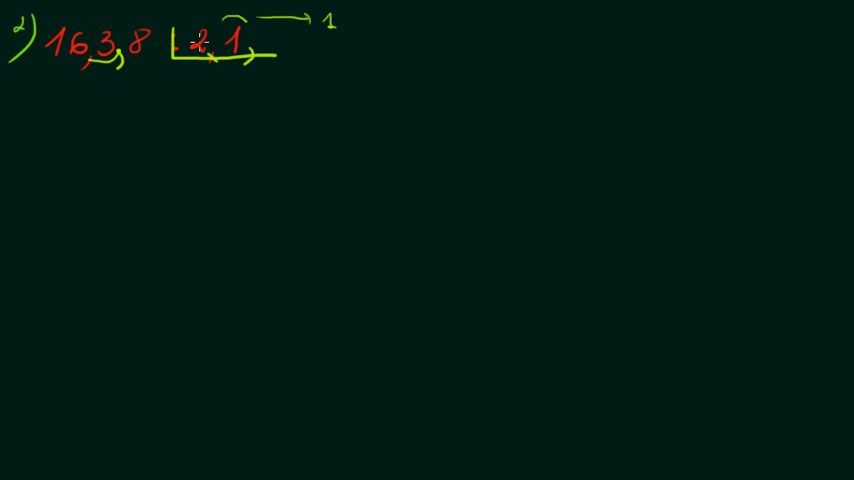 2) 16,3,8 : 2,1 → 1